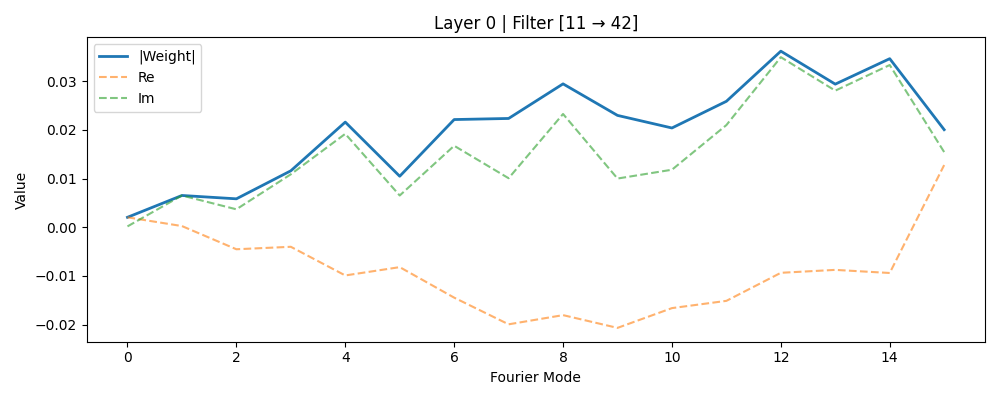 Layer 0 | Filter [11 → 42]
|Weight|
Re
Im
Value
0.03
0.02
0.01
0.00
−0.01
−0.02
0 2 4 6 8 10 12 14
Fourier Mode